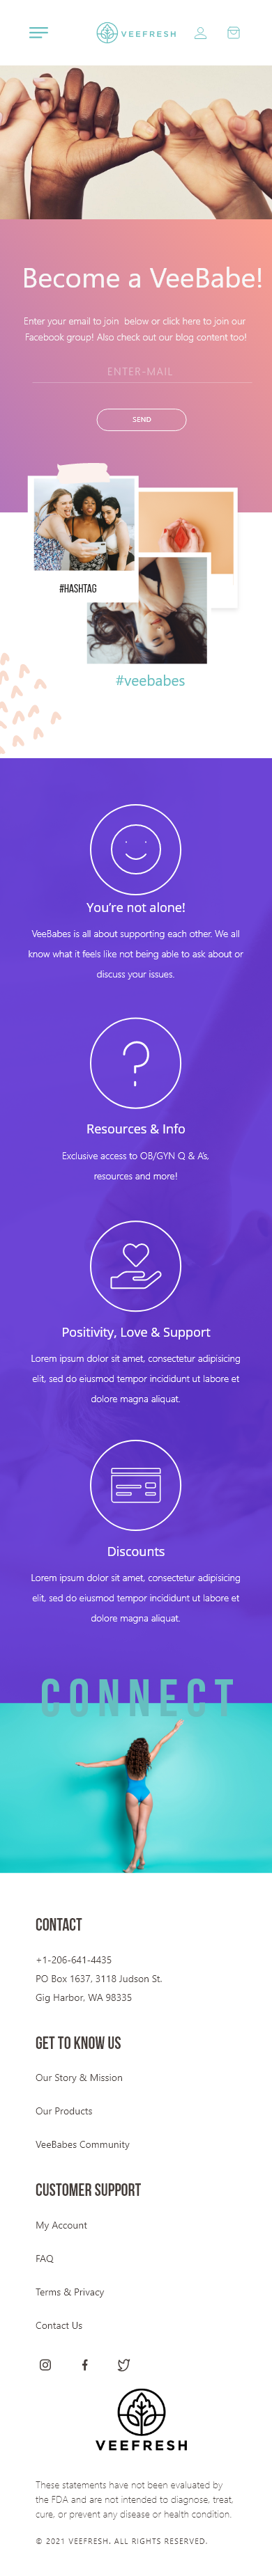 VEEFRESH
Become a VeeBabe!
Enter your email to join below or click here to join our
Facebook group! Also check out our blog content too!
ENTER-MAIL
SEND
#HASHTAG
#veebabes
You're not alone!
VeeBabes is all about supporting each other. We all
know what it feels like not being able to ask about or
discuss your issues.
Resources & Info
Exclusive access to OB/GYN Q & A's,
resources and more!
Positivity, Love & Support
Lorem ipsum dolor sit amet, consectetur adipisicing
elit, sed do eiusmod tempor incididunt ut labore et
dolore magna aliquat.
Discounts
Lorem ipsum dolor sit amet, consectetur adipisicing
elit, sed do eiusmod tempor incididunt ut labore et
dolore magna aliquat.
CONNECT
CONTACT
+1-206-641-4435
PO Box 1637, 3118 Judson St.
Gig Harbor, WA 98335
GET TO KNOW US
Our Story & Mission
Our Products
VeeBabes Community
CUSTOMER SUPPORT
My Account
FAQ
Terms & Privacy
Contact Us
VEEFRESH
These statements have not been evaluated by
the FDA and are not intended to diagnose, treat,
cure, or prevent any disease or health condition.
© 2021 VEEFRESH. ALL RIGHTS RESERVED.